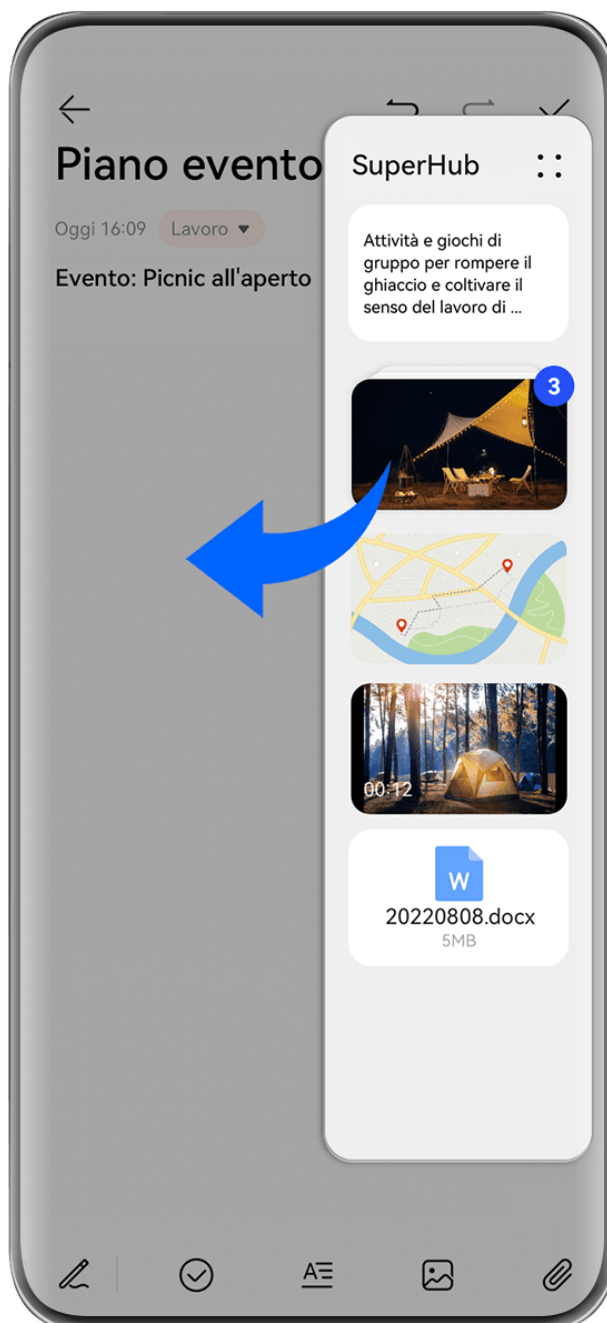 Piano evento
Oggi 16:09 Lavoro
Evento: Picnic all'aperto
SuperHub
Attività e giochi di
gruppo per rompere il
ghiaccio e coltivare il
senso del lavoro di ...
3
00:12
W
20220808.docx
5MB
A